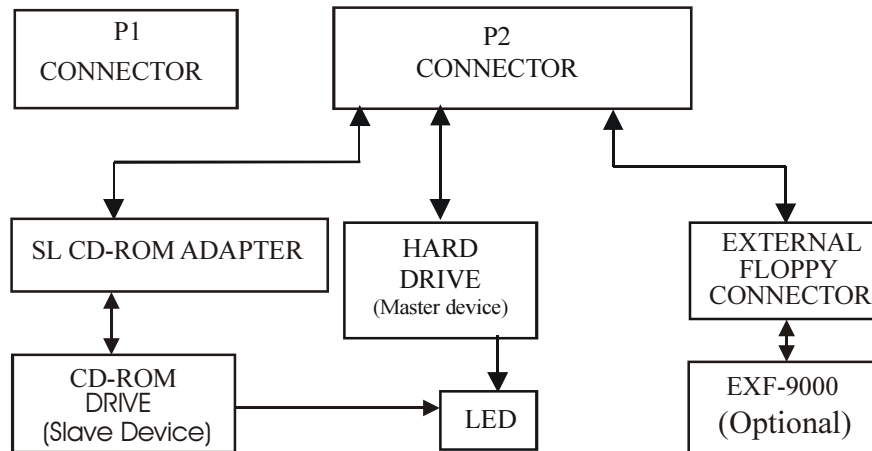 P1
CONNECTOR
P2
CONNECTOR
SL CD-ROM ADAPTER
HARD
DRIVE
(Master device)
EXTERNAL
FLOPPY
CONNECTOR
CD-ROM
DRIVE
(Slave Device)
LED
EXF-9000
(Optional)